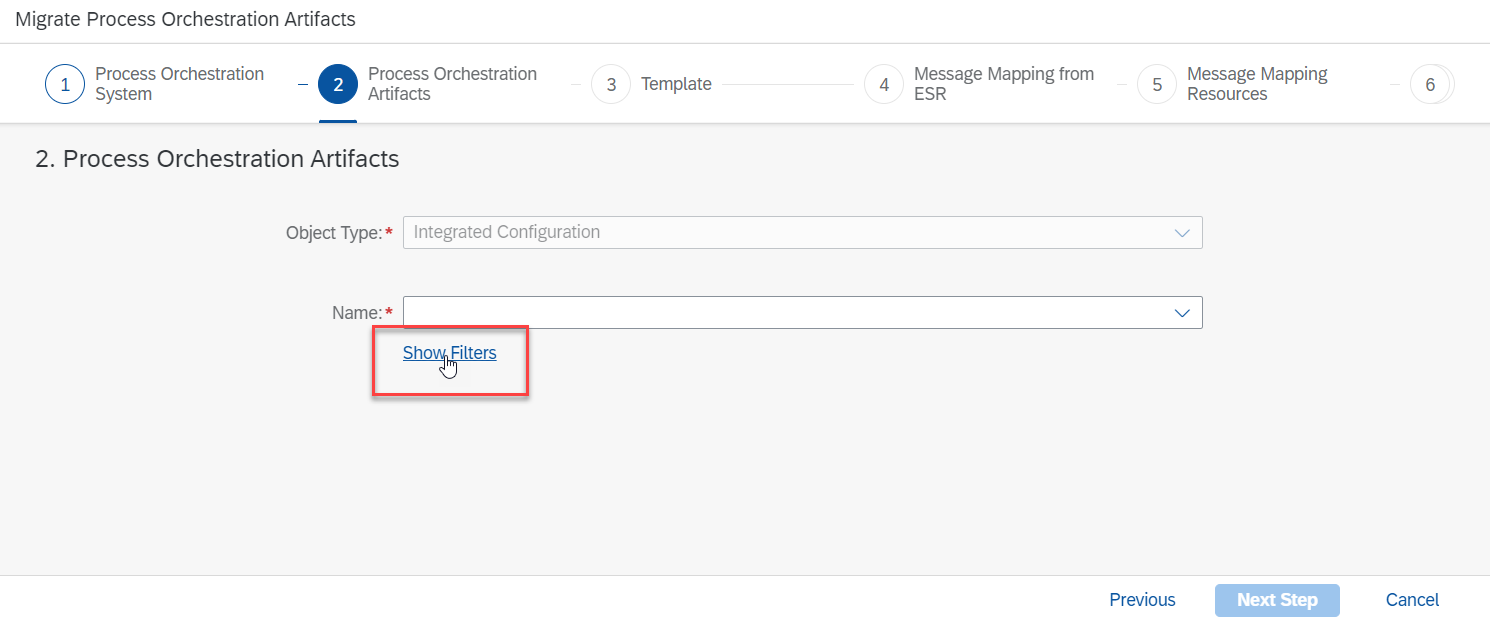 Migrate Process Orchestration Artifacts
1
Process Orchestration
System
2
Process Orchestration
Artifacts
3
Template
4
Message Mapping from
ESR
5
Message Mapping
Resources
6
2. Process Orchestration Artifacts
Object Type:* Integrated Configuration
Name:*
Show Filters
Previous Next Step Cancel